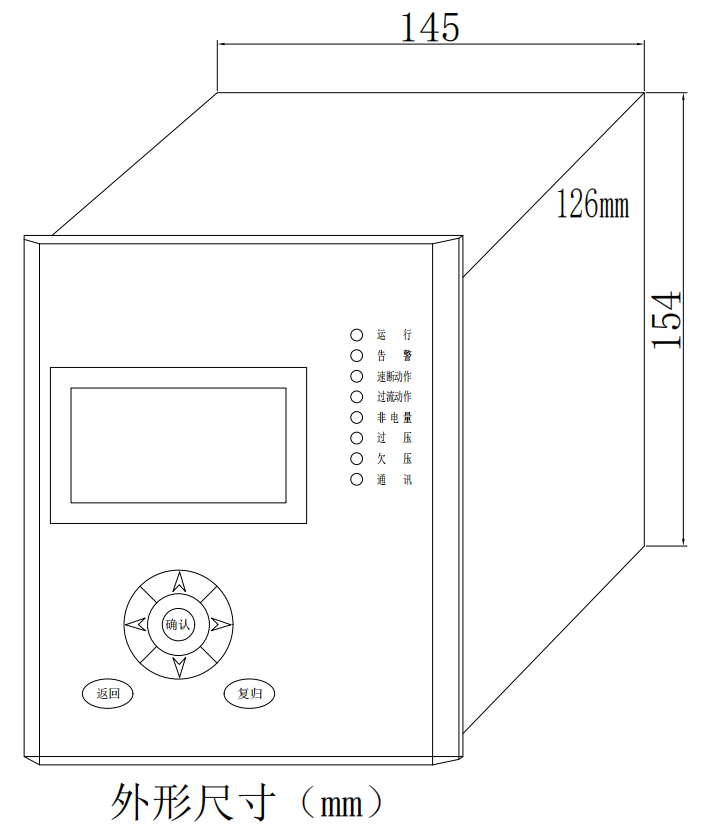 145
126mm
154
运 行
告 警
速断动作
过流动作
非电量
过 压
欠 压
通 讯
确认
返回
复归
外形尺寸（mm）